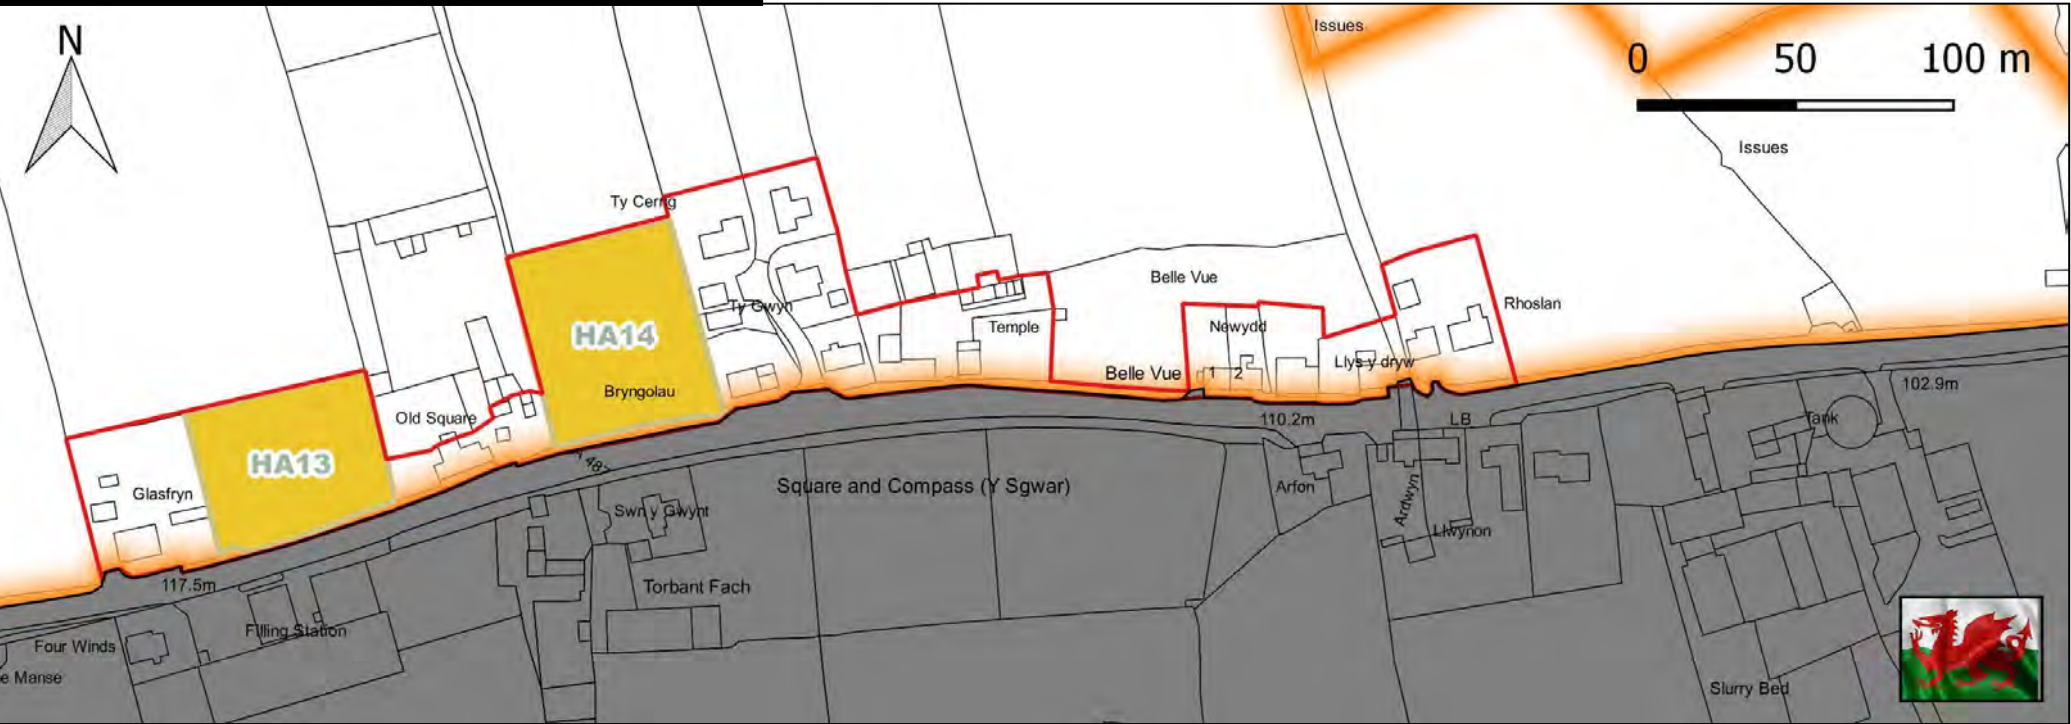 Issues
N
0 50 100 m
Issues
Ty Cerrig
Belle Vue
Rhoslan
Ty Gwyn
Temple
Newydd
HA14
Llys y dryw
Belle Vue
1 2
Bryngolau
102.9m
Old Square
110.2m
LB
Tank
HA13
A 487
Glasfryn
Square and Compass (Y Sgwar)
Arfon
Ardwyn
Swn y Gwynt
Llwynon
117.5m
Torbant Fach
Filling Station
Four Winds
e Manse
Slurry Bed